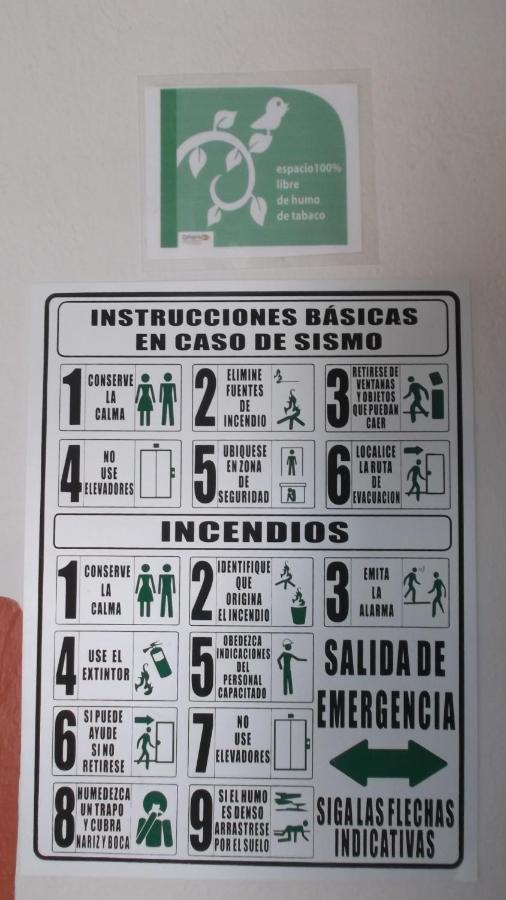 espacio 100%
libre
de humo
de tabaco
INSTRUCCIONES BÁSICAS
EN CASO DE SISMO
1 CONSERVE
LA
CALMA
2 ELIMINE
FUENTES
DE
INCENDIO
3 RETIRESE DE
VENTANAS
Y OBJETOS
QUE PUEDAN
CAER
4 NO
USE
ELEVADORES
5 UBIQUESE
EN ZONA
DE
SEGURIDAD
6 LOCALICE
LA RUTA
DE
EVACUACION
INCENDIOS
1 CONSERVE
LA
CALMA
2 IDENTIFIQUE
QUE
ORIGINA
EL INCENDIO
3 EMITA
LA
ALARMA
4 USE EL
EXTINTOR
5 OBEDEZCA
INDICACIONES
DEL
PERSONAL
CAPACITADO
6 SI PUEDE
AYUDE
SI NO
RETIRESE
7 NO
USE
ELEVADORES
8 HUMEDEZCA
UN TRAPO
Y CUBRA
NARIZ Y BOCA
9 SI EL HUMO
ES DENSO
ARRASTRESE
POR EL SUELO
SALIDA DE
EMERGENCIA
SIGA LAS FLECHAS
INDICATIVAS